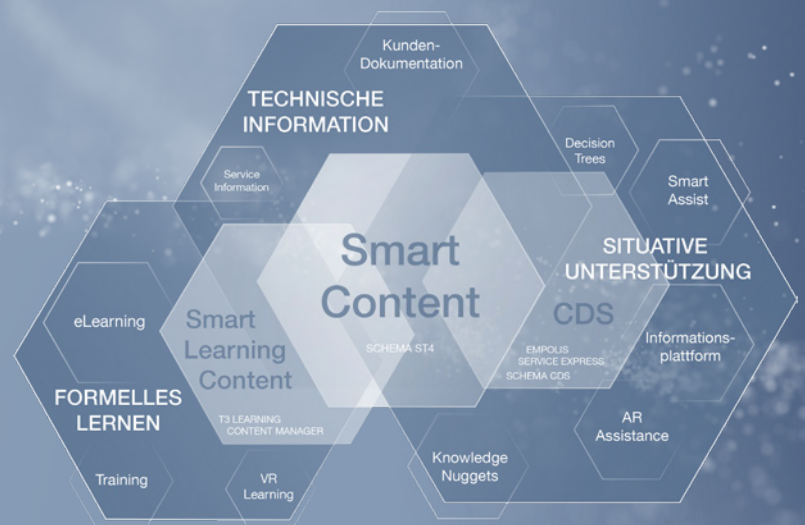 Kunden-
Dokumentation
TECHNISCHE
INFORMATION
Service
Information
Decision
Trees
Smart
Assist
SITUATIVE
UNTERSTÜTZUNG
Smart
Content
SCHEMA ST4
CDS
EMPOLIS
SERVICE EXPRESS
SCHEMA CDS
Informations-
plattform
eLearning
Smart
Learning
Content
T3 LEARNING
CONTENT MANAGER
FORMELLES
LERNEN
AR
Assistance
Knowledge
Nuggets
Training
VR
Learning